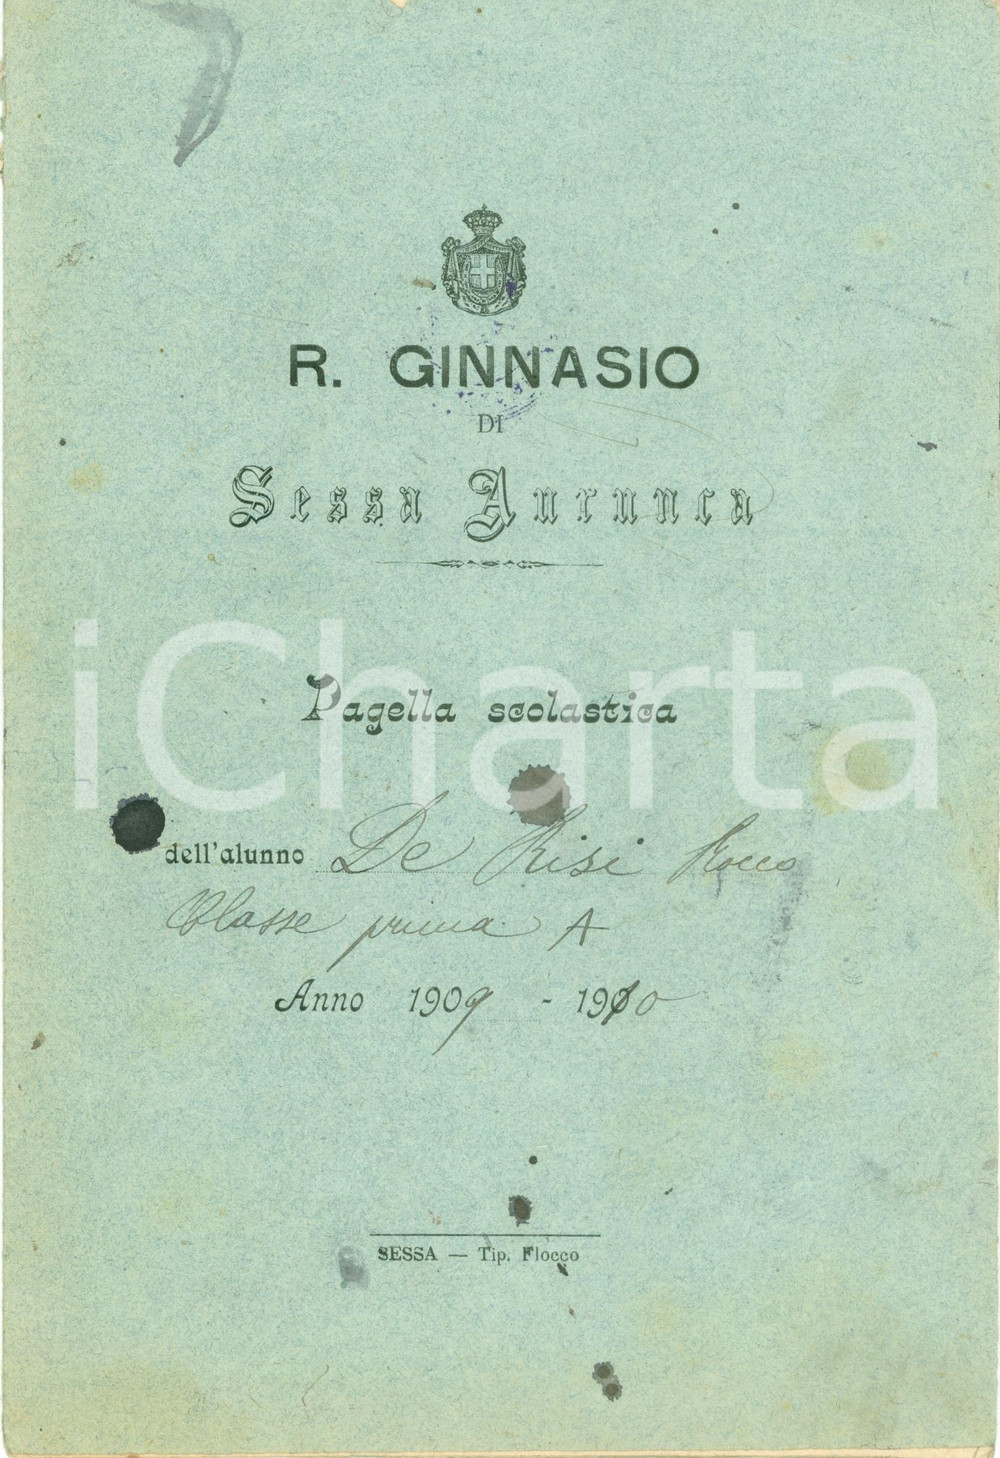 R. GINNASIO
DI
Sessa Aurunca
iCharta
Pagella scolastica
dell'alunno De Risi Rocco
Classe prima A
Anno 1909 - 1910
SESSA — Tip. Flocco